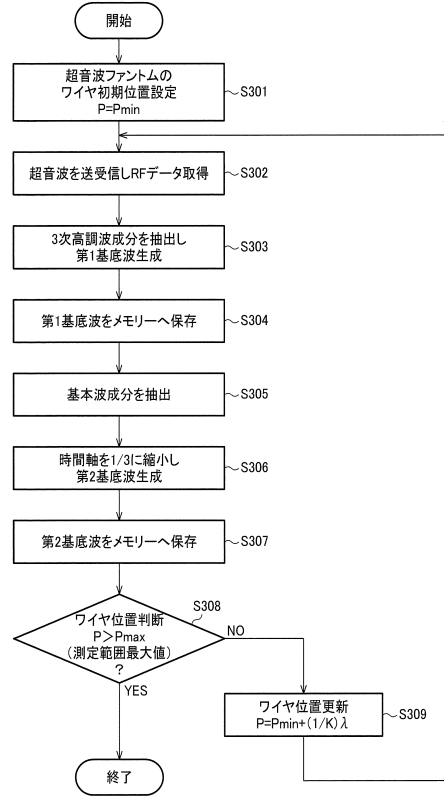 開始
超音波ファントムの
ワイヤ初期位置設定
P=Pmin
S301
超音波を送受信しRFデータ取得
S302
3次高調波成分を抽出し
第1基底波生成
S303
第1基底波をメモリーへ保存
S304
基本波成分を抽出
S305
時間軸を1/3に縮小し
第2基底波生成
S306
第2基底波をメモリーへ保存
S307
S308
ワイヤ位置判断
P>Pmax
(測定範囲最大値)
?
NO
YES
ワイヤ位置更新
P=Pmin+(1/K)λ
S309
終了